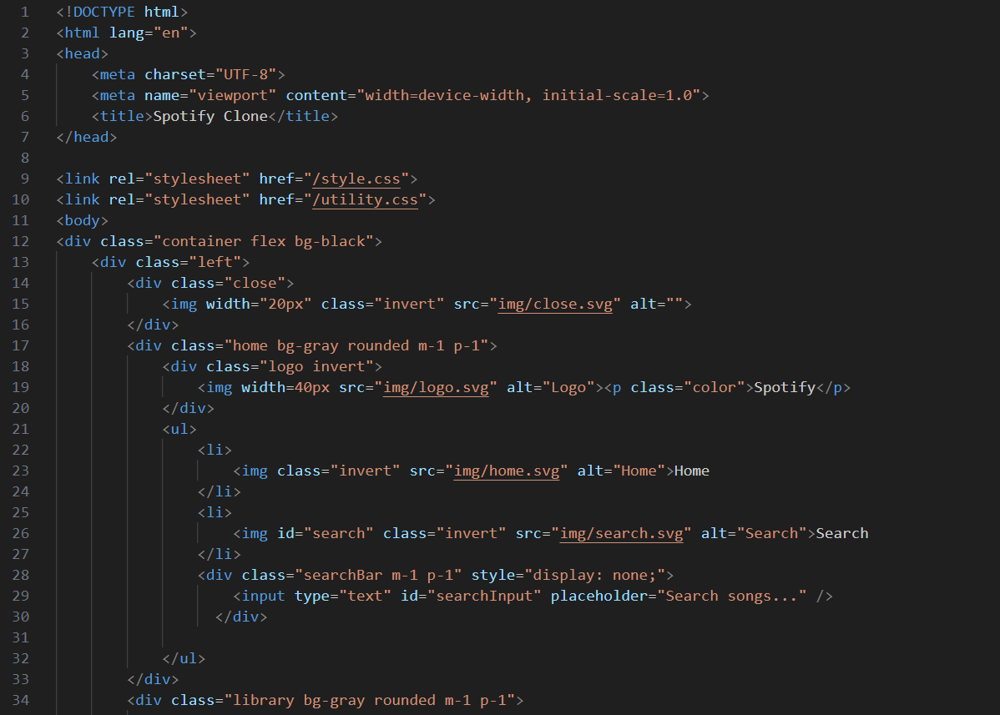 1 <!DOCTYPE html>
2 <html lang="en">
3 <head>
4     <meta charset="UTF-8">
5     <meta name="viewport" content="width=device-width, initial-scale=1.0">
6     <title>Spotify Clone</title>
7 </head>
8
9 <link rel="stylesheet" href="/style.css">
10 <link rel="stylesheet" href="/utility.css">
11 <body>
12 <div class="container flex bg-black">
13     <div class="left">
14         <div class="close">
15             <img width="20px" class="invert" src="img/close.svg" alt="">
16         </div>
17         <div class="home bg-gray rounded m-1 p-1">
18             <div class="logo invert">
19                 <img width=40px src="img/logo.svg" alt="Logo"><p class="color">Spotify</p>
20             </div>
21             <ul>
22                 <li>
23                     <img class="invert" src="img/home.svg" alt="Home">Home
24                 </li>
25                 <li>
26                     <img id="search" class="invert" src="img/search.svg" alt="Search">Search
27                 </li>
28                 <div class="searchBar m-1 p-1" style="display: none;">
29                     <input type="text" id="searchInput" placeholder="Search songs..." />
30                   </div>
31
32             </ul>
33         </div>
34         <div class="library bg-gray rounded m-1 p-1">